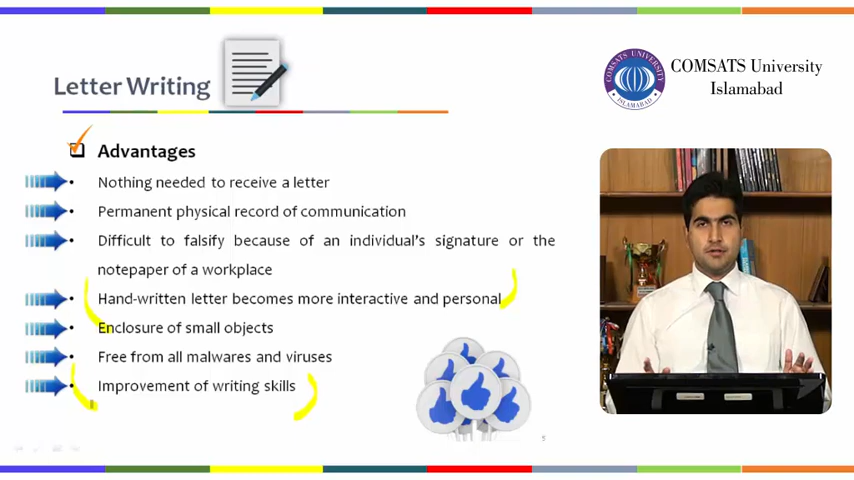 Letter Writing
COMSATS University
Islamabad
COMSATS UNIVERSITY
ISLAMABAD
Advantages
• Nothing needed to receive a letter
• Permanent physical record of communication
• Difficult to falsify because of an individual's signature or the
notepaper of a workplace
• Hand-written letter becomes more interactive and personal
• Enclosure of small objects
• Free from all malwares and viruses
• Improvement of writing skills
5